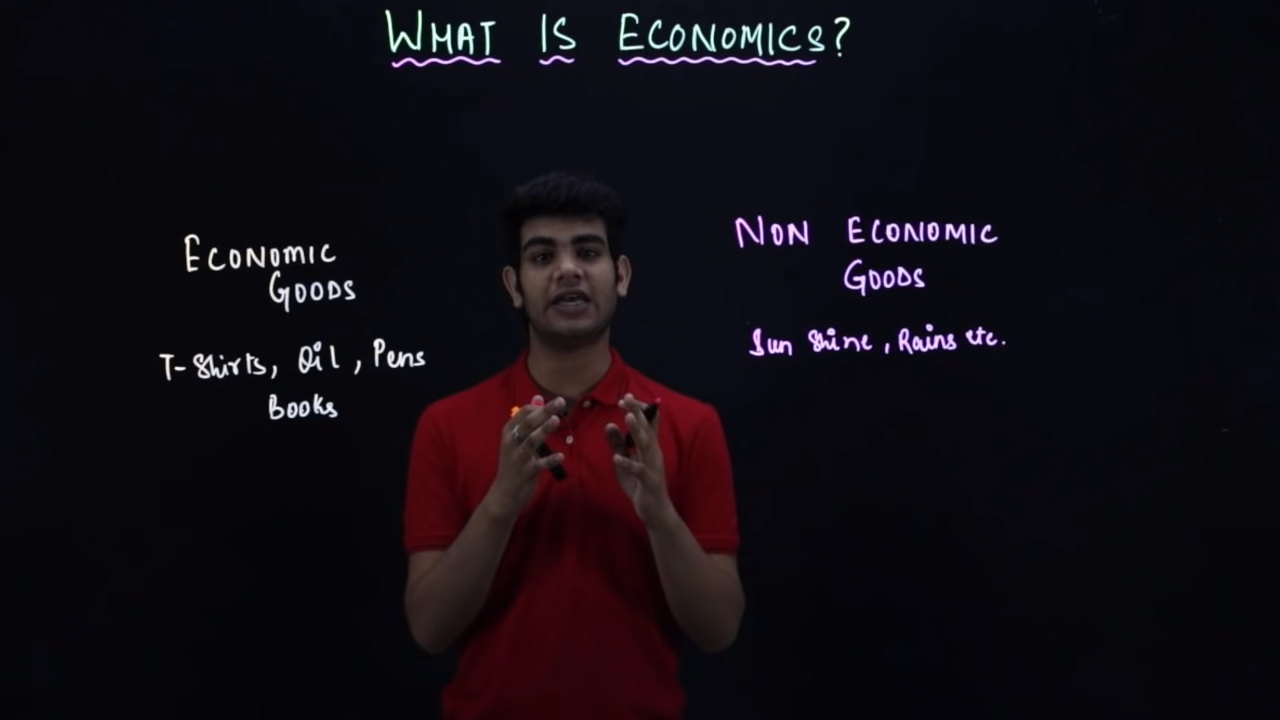 WHAT IS ECONOMICS?
ECONOMIC
GOODS
T-Shirts, Oil, Pens
Books
NON ECONOMIC
GOODS
Sun Shine, Rains etc.